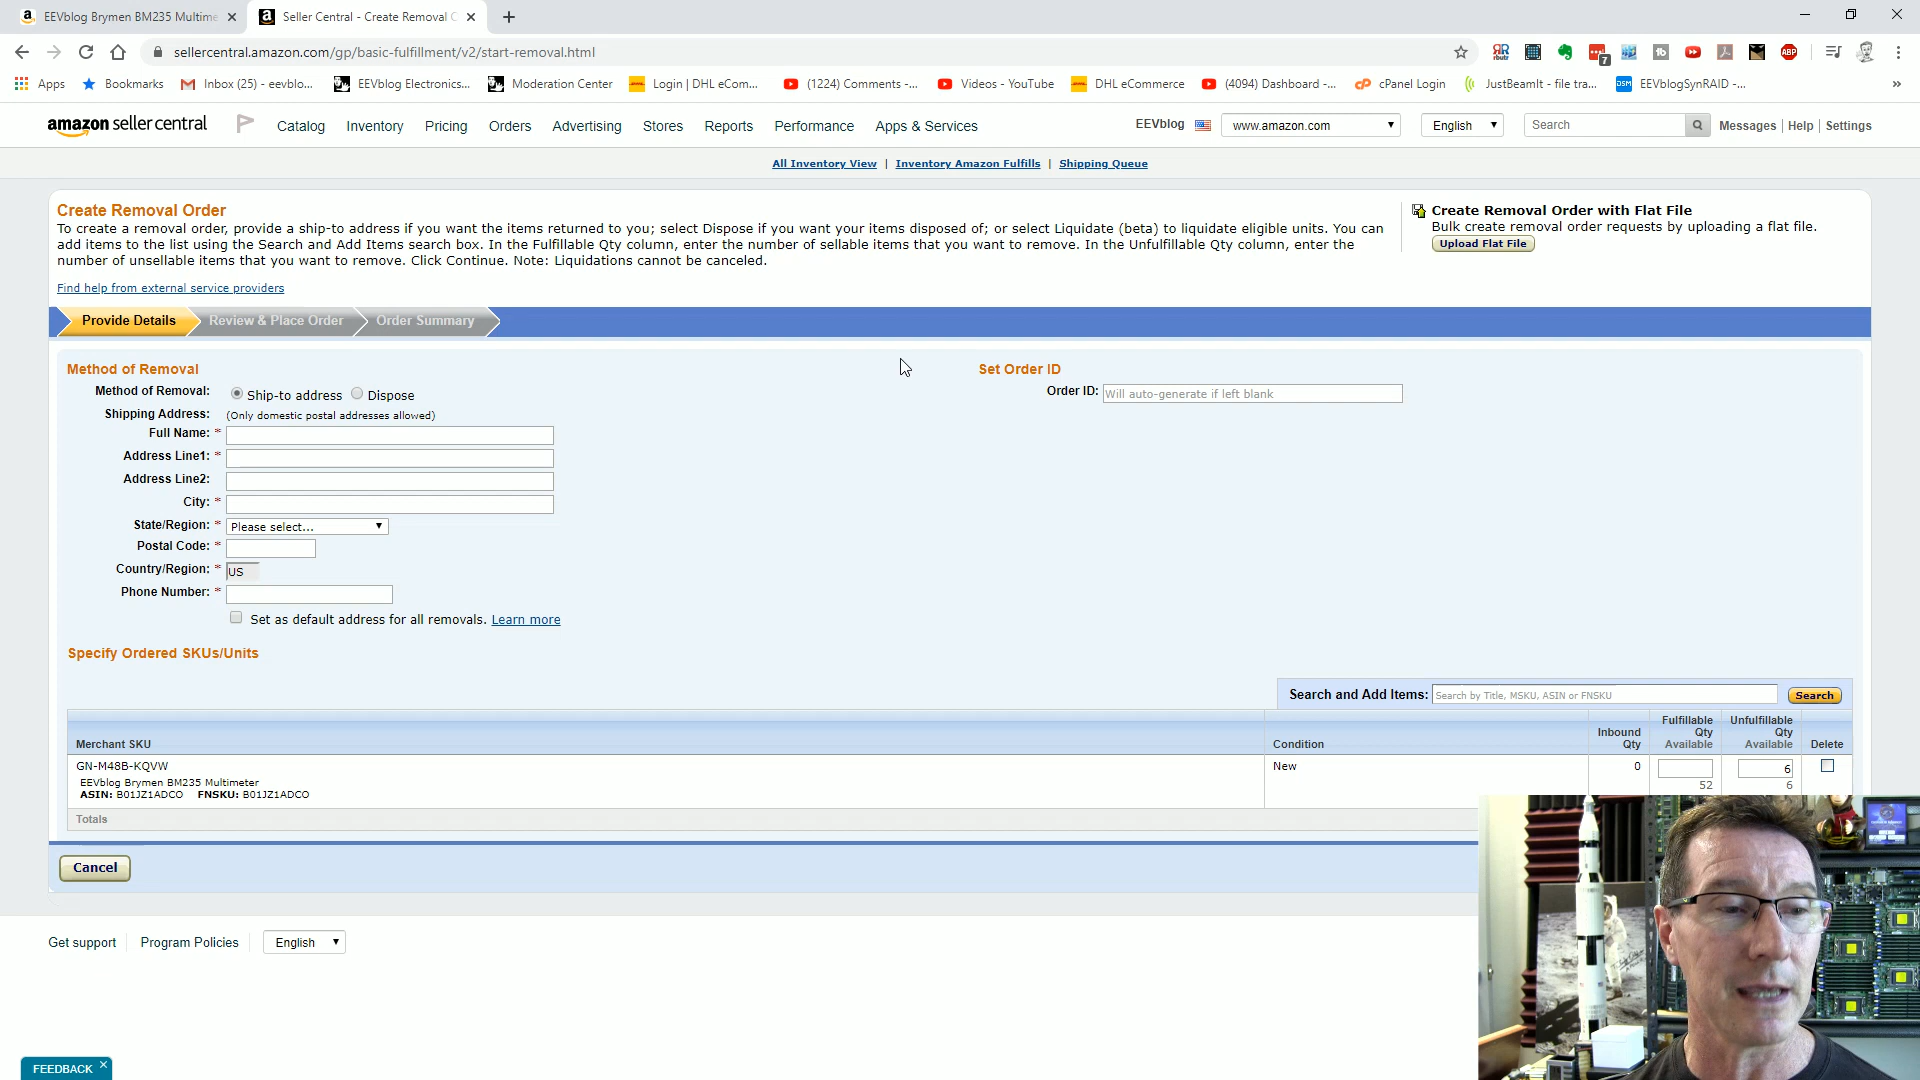 EEVblog Brymen BM235 Multime
Seller Central - Create Removal O
sellercentral.amazon.com/gp/basic-fulfillment/v2/start-removal.html
7
ABP
Apps
Bookmarks
Inbox (25) - eevblo...
EEVblog Electronics...
Moderation Center
Login | DHL eCom...
(1224) Comments -...
Videos - YouTube
DHL eCommerce
(4094) Dashboard -...
cPanel Login
JustBeamIt - file tra...
EEVblogSynRAID -...
amazon seller central
Catalog
Inventory
Pricing
Orders
Advertising
Stores
Reports
Performance
Apps & Services
EEVblog
www.amazon.com
English
Search
Messages | Help | Settings
All Inventory View | Inventory Amazon Fulfills | Shipping Queue
Create Removal Order
To create a removal order, provide a ship-to address if you want the items returned to you; select Dispose if you want your items disposed of; or select Liquidate (beta) to liquidate eligible units. You can
add items to the list using the Search and Add Items search box. In the Fulfillable Qty column, enter the number of sellable items that you want to remove. In the Unfulfillable Qty column, enter the
number of unsellable items that you want to remove. Click Continue. Note: Liquidations cannot be canceled.
Find help from external service providers
Create Removal Order with Flat File
Bulk create removal order requests by uploading a flat file.
Upload Flat File
Provide Details
Review & Place Order
Order Summary
Method of Removal
Method of Removal: Ship-to address Dispose
Shipping Address: (Only domestic postal addresses allowed)
Full Name: *
Address Line1: *
Address Line2:
City: *
State/Region: * Please select...
Postal Code: *
Country/Region: * US
Phone Number: *
Set as default address for all removals. Learn more
Set Order ID
Order ID: Will auto-generate if left blank
Specify Ordered SKUs/Units
Search and Add Items: Search by Title, MSKU, ASIN or FNSKU Search
Merchant SKU
Condition
Inbound Qty
Fulfillable Qty Available
Unfulfillable Qty Available
Delete
GN-M48B-KQVW
EEVblog Brymen BM235 Multimeter
ASIN: B01JZ1ADCO FNSKU: B01JZ1ADCO
New
0
52
6
6
Totals
Cancel
Get support
Program Policies
English
FEEDBACK